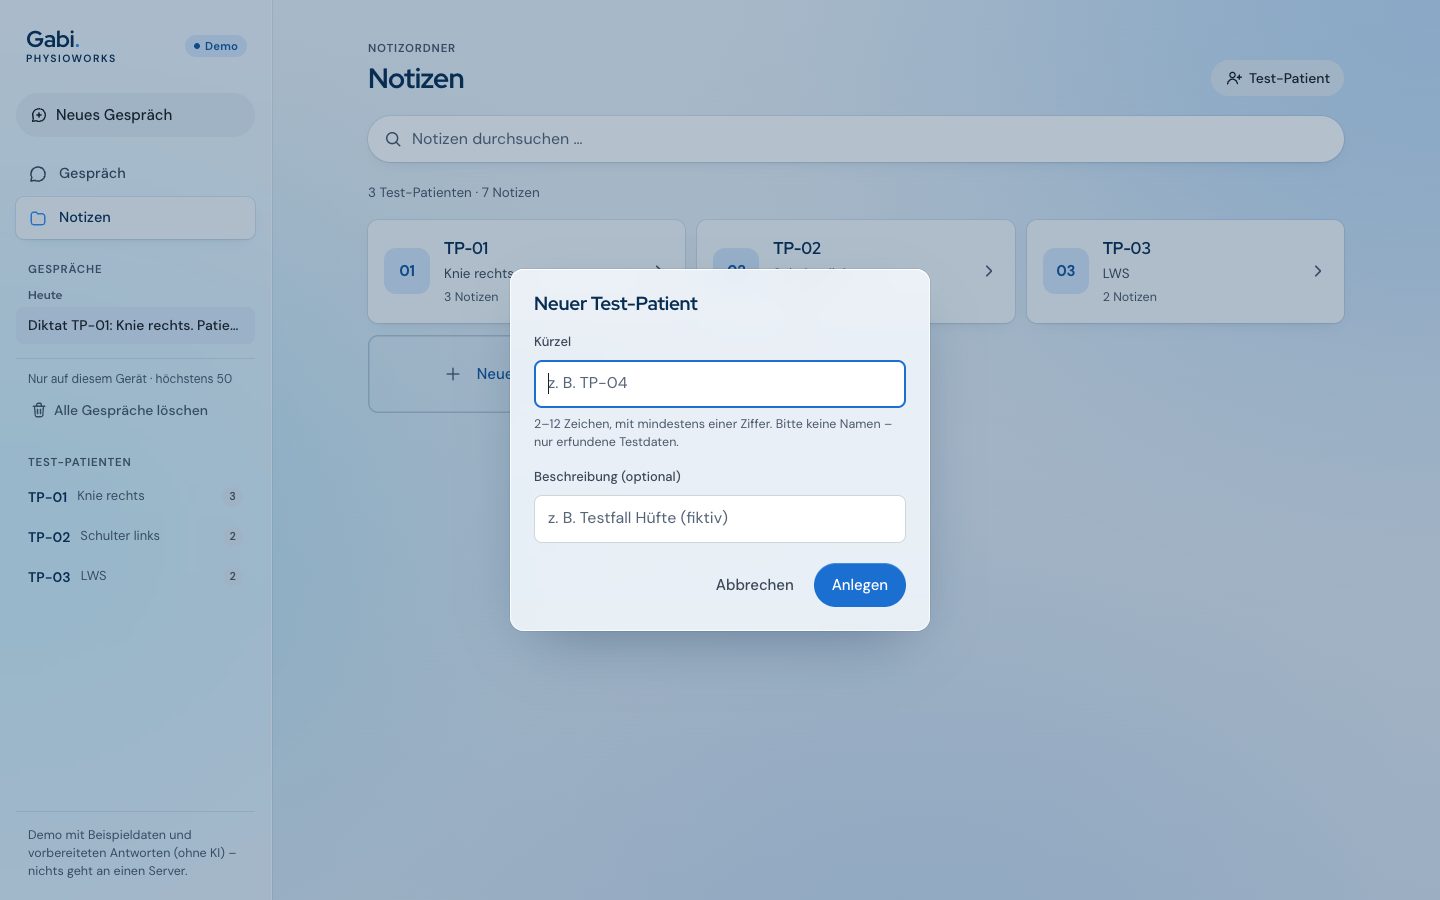 Gabi.
PHYSIOWORKS
Demo
Neues Gespräch
Gespräch
Notizen
GESPRÄCHE
Heute
Diktat TP-01: Knie rechts. Patie...
Nur auf diesem Gerät · höchstens 50
Alle Gespräche löschen
TEST-PATIENTEN
TP-01 Knie rechts 3
TP-02 Schulter links 2
TP-03 LWS 2
Demo mit Beispieldaten und
vorbereiteten Antworten (ohne KI) –
nichts geht an einen Server.
NOTIZORDNER
Notizen
Test-Patient
Notizen durchsuchen ...
3 Test-Patienten · 7 Notizen
01
TP-01
Knie rechts
3 Notizen
TP-02
03
TP-03
LWS
2 Notizen
Neuer Test-Patient
Kürzel
z. B. TP-04
2–12 Zeichen, mit mindestens einer Ziffer. Bitte keine Namen –
nur erfundene Testdaten.
Beschreibung (optional)
z. B. Testfall Hüfte (fiktiv)
Abbrechen
Anlegen